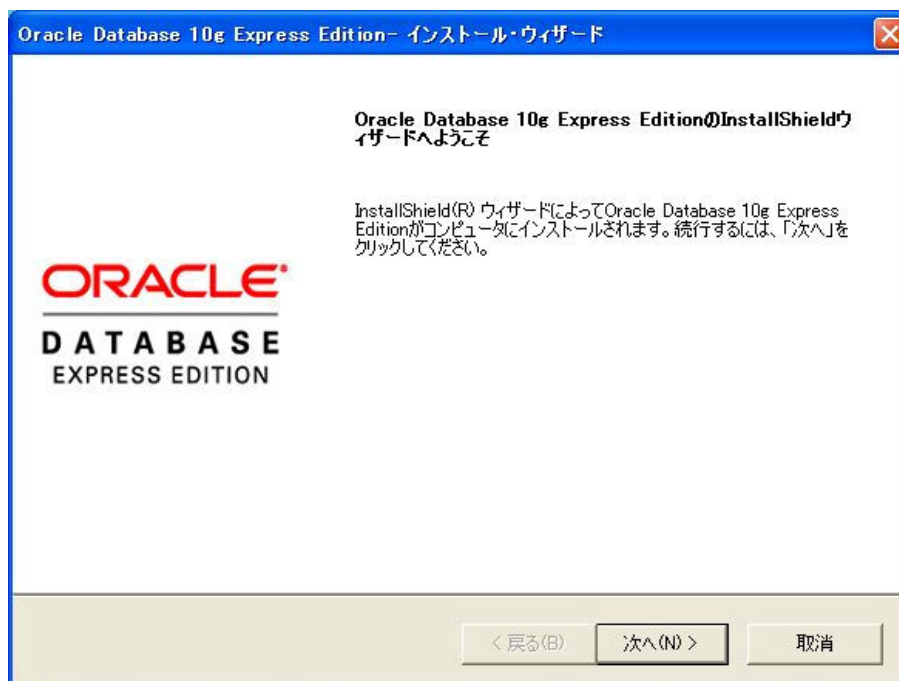 Oracle Database 10g Express Edition- インストール・ウィザード
Oracle Database 10g Express EditionのInstallShieldウ
ィザードへようこそ
InstallShield(R) ウィザードによってOracle Database 10g Express
Editionがコンピュータにインストールされます。続行するには、「次へ」を
クリックしてください。
ORACLE®
DATABASE
EXPRESS EDITION
< 戻る(B)
次へ(N) >
取消